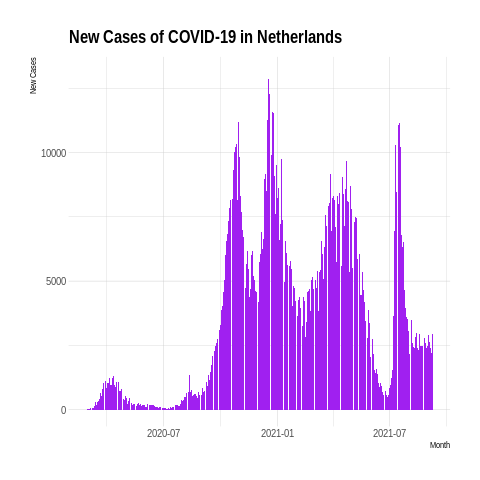 New Cases of COVID-19 in Netherlands
New Cases
10000
5000
0
2020-07
2021-01
2021-07
Month